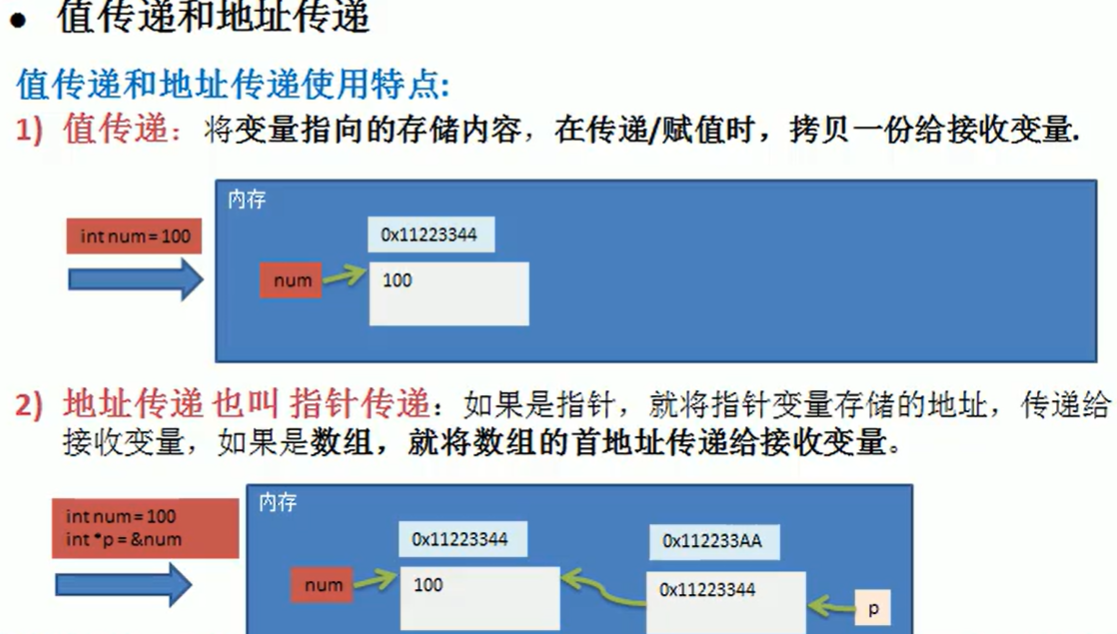 ● 值传递和地址传递
值传递和地址传递使用特点:
1) 值传递：将变量指向的存储内容，在传递/赋值时，拷贝一份给接收变量.
内存
int num = 100
0x11223344
num
100
2) 地址传递 也叫 指针传递：如果是指针，就将指针变量存储的地址，传递给
接收变量，如果是数组，就将数组的首地址传递给接收变量。
内存
int num = 100
int *p = &num
0x11223344
0x112233AA
num
100
0x11223344
p